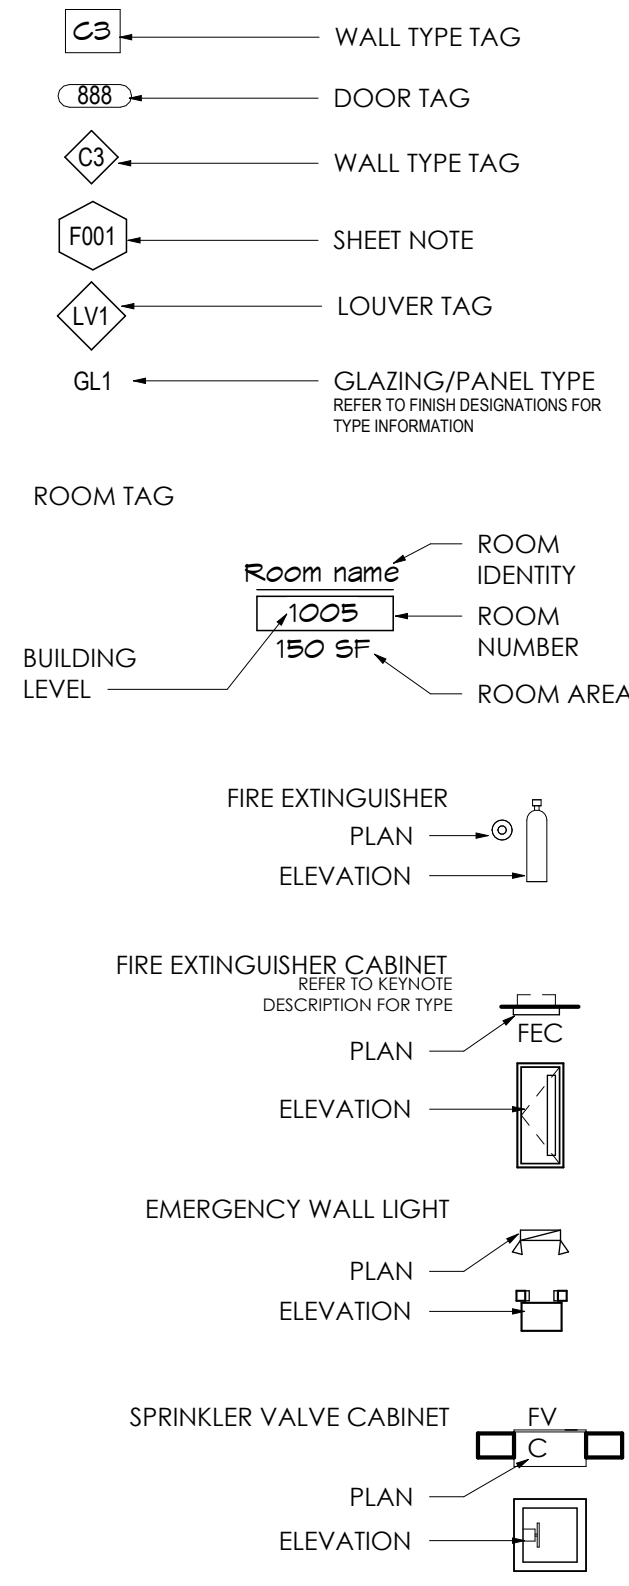 C3 WALL TYPE TAG
888 DOOR TAG
C3 WALL TYPE TAG
F001 SHEET NOTE
LV1 LOUVER TAG
GL1 GLAZING/PANEL TYPE
REFER TO FINISH DESIGNATIONS FOR
TYPE INFORMATION
ROOM TAG
ROOM
IDENTITY
Room name
1005
ROOM
NUMBER
150 SF
BUILDING
LEVEL
ROOM AREA
FIRE EXTINGUISHER
PLAN
ELEVATION
FIRE EXTINGUISHER CABINET
REFER TO KEYNOTE
DESCRIPTION FOR TYPE
FEC
PLAN
ELEVATION
EMERGENCY WALL LIGHT
PLAN
ELEVATION
SPRINKLER VALVE CABINET
FV
C
PLAN
ELEVATION